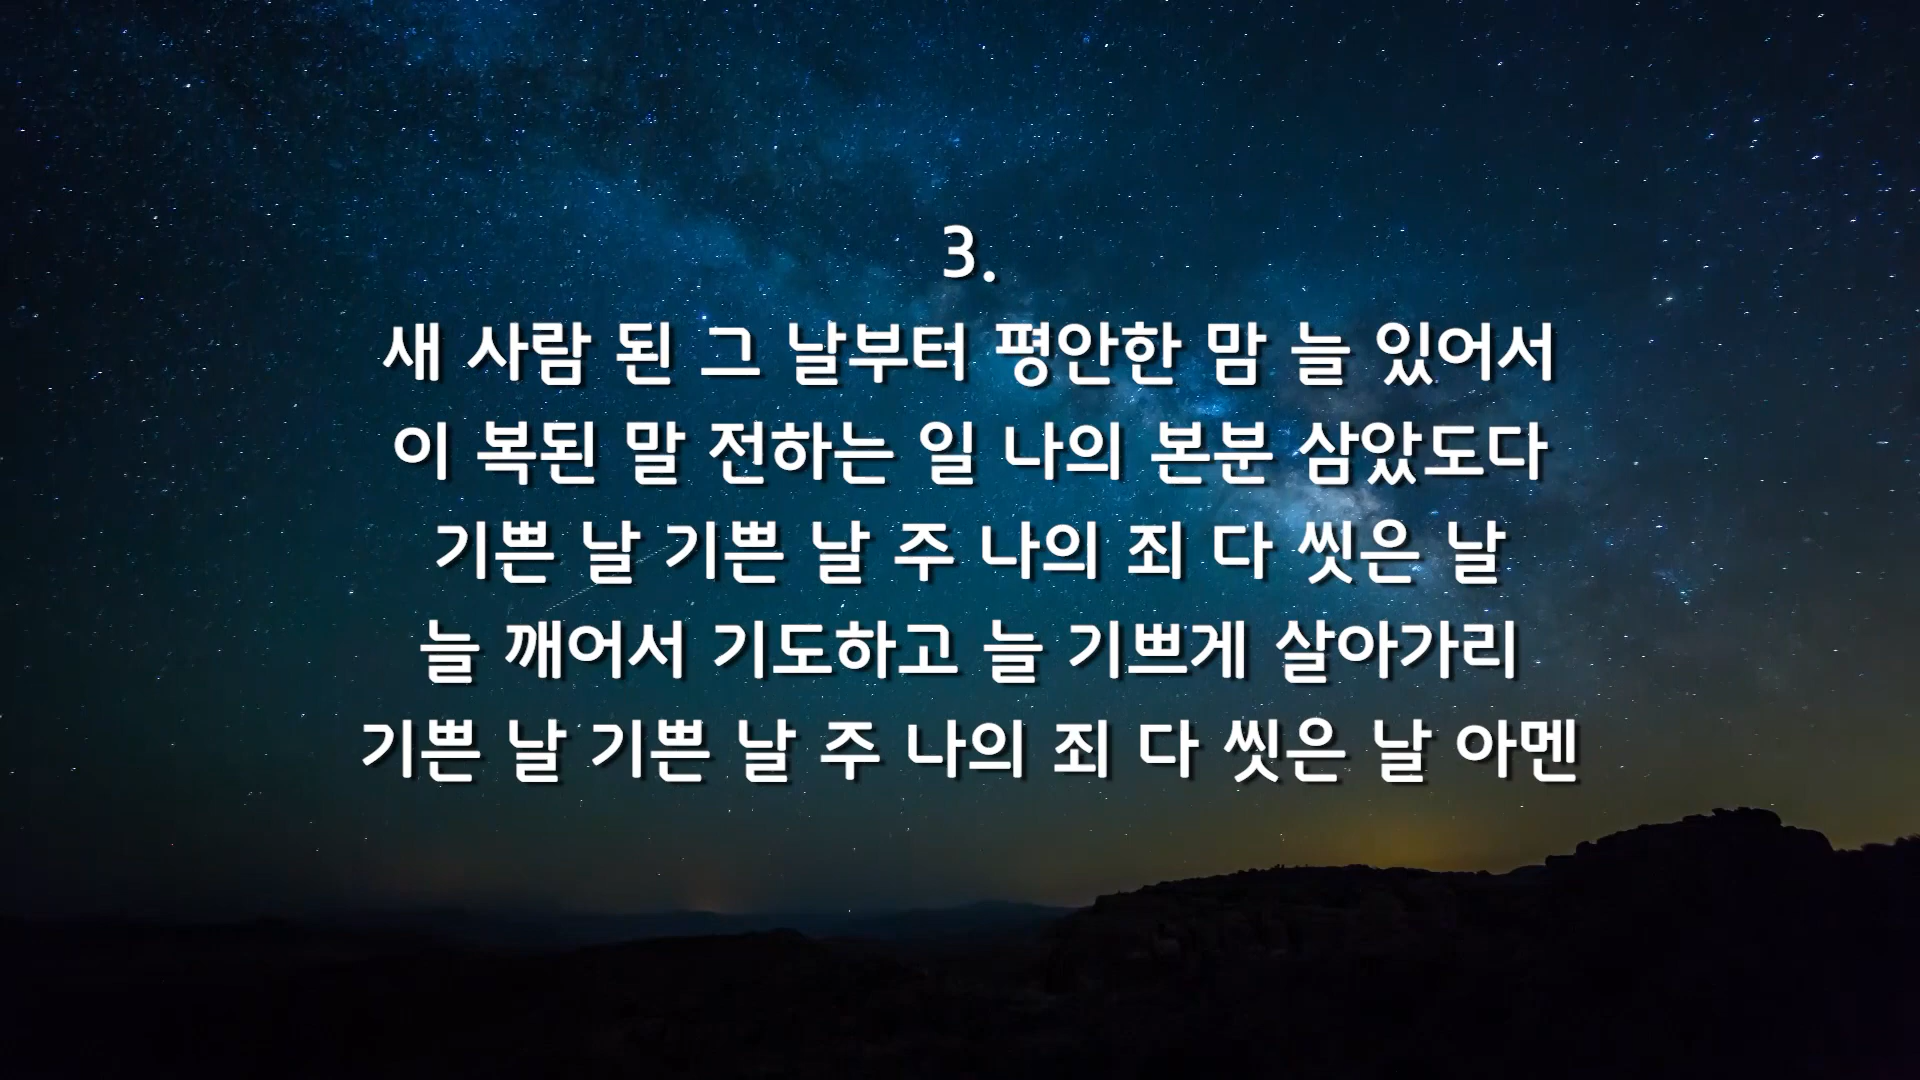 3.
새 사람 된 그 날부터 평안한 맘 늘 있어서
이 복된 말 전하는 일 나의 본분 삼았도다
기쁜 날 기쁜 날 주 나의 죄 다 씻은 날
늘 깨어서 기도하고 늘 기쁘게 살아가리
기쁜 날 기쁜 날 주 나의 죄 다 씻은 날 아멘